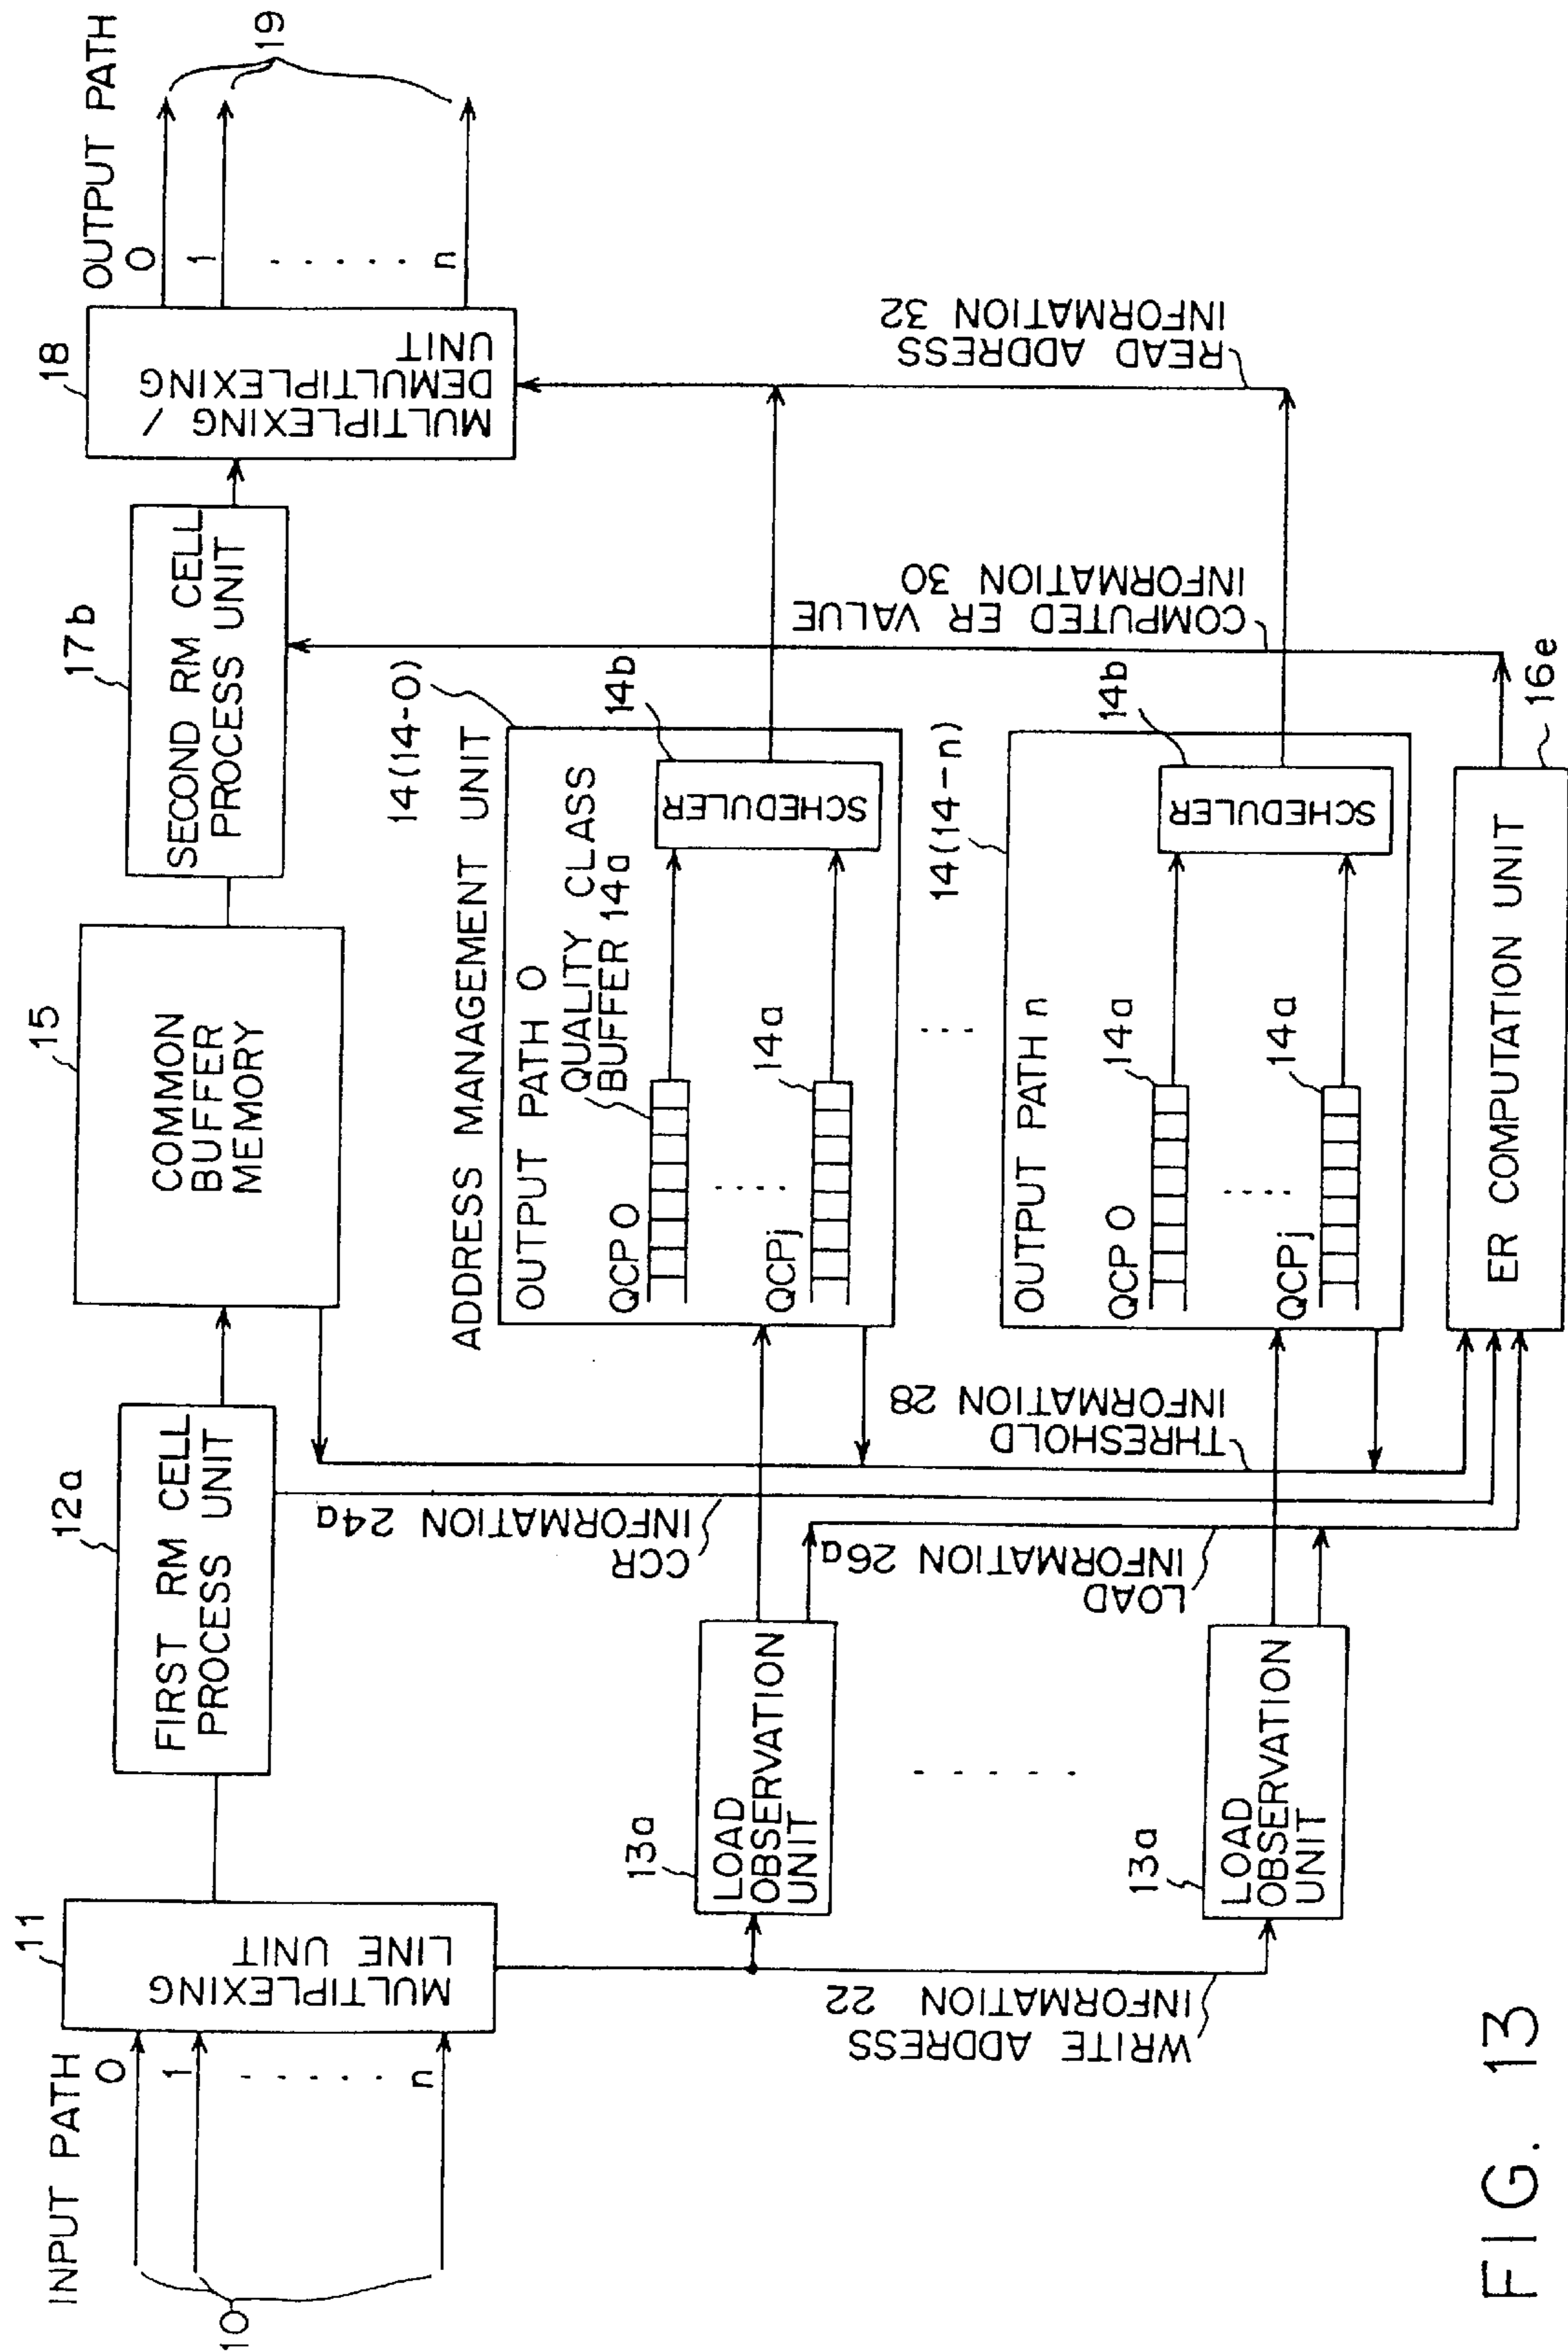 INPUT PATH
0
1
n
10
11
MULTIPLEXING
LINE UNIT
12a
FIRST RM CELL
PROCESS UNIT
15
COMMON
BUFFER
MEMORY
17b
SECOND RM CELL
PROCESS UNIT
18
MULTIPLEXING /
DEMULTIPLEXING
UNIT
OUTPUT PATH
0
1
n
19
WRITE ADDRESS
INFORMATION 22
13a
LOAD
OBSERVATION
UNIT
13a
LOAD
OBSERVATION
UNIT
CCR
INFORMATION 24a
LOAD
INFORMATION 26a
THRESHOLD
INFORMATION 28
ADDRESS MANAGEMENT UNIT
14(14-0)
OUTPUT PATH 0
QUALITY CLASS
BUFFER 14a
QCP 0
QCPj
14a
14b
SCHEDULER
14(14-n)
OUTPUT PATH n
QCP 0
14a
QCPj
14a
14b
SCHEDULER
COMPUTED ER VALUE
INFORMATION 30
READ ADDRESS
INFORMATION 32
ER COMPUTATION UNIT
16e
FIG. 13